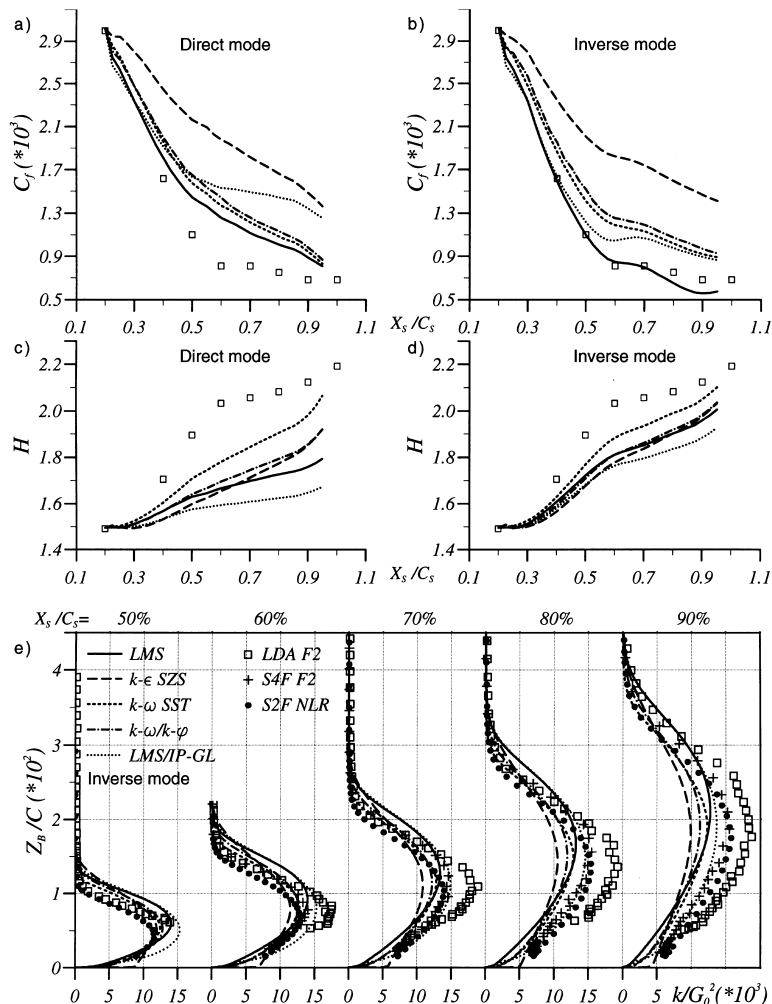 a)
Direct mode
C_f (*10^3)
2.9
2.5
2.1
1.7
1.3
0.9
0.5
0.1 0.3 0.5 0.7 0.9 1.1
X_s/C_s
b)
Inverse mode
C_f (*10^3)
2.9
2.5
2.1
1.7
1.3
0.9
0.5
0.1 0.3 0.5 0.7 0.9 1.1
c)
Direct mode
H
2.2
2.0
1.8
1.6
1.4
0.1 0.3 0.5 0.7 0.9 1.1
X_s/C_s
d)
Inverse mode
H
2.2
2.0
1.8
1.6
1.4
0.1 0.3 0.5 0.7 0.9 1.1
X_s/C_s= 50% 60% 70% 80% 90%
e)
LMS
k-ϵ SZS
k-ω SST
k-ω/k-φ
LMS/IP-GL
Inverse mode
LDA F2
S4F F2
S2F NLR
Z_B/C (*10^2)
4
3
2
1
0
0 5 10 15 0 5 10 15 0 5 10 15 0 5 10 15 0 5
k/G_0^2 (*10^3)